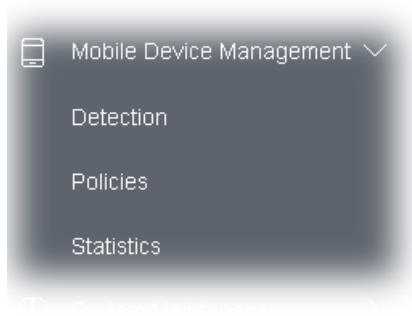 Mobile Device Management
Detection
Policies
Statistics